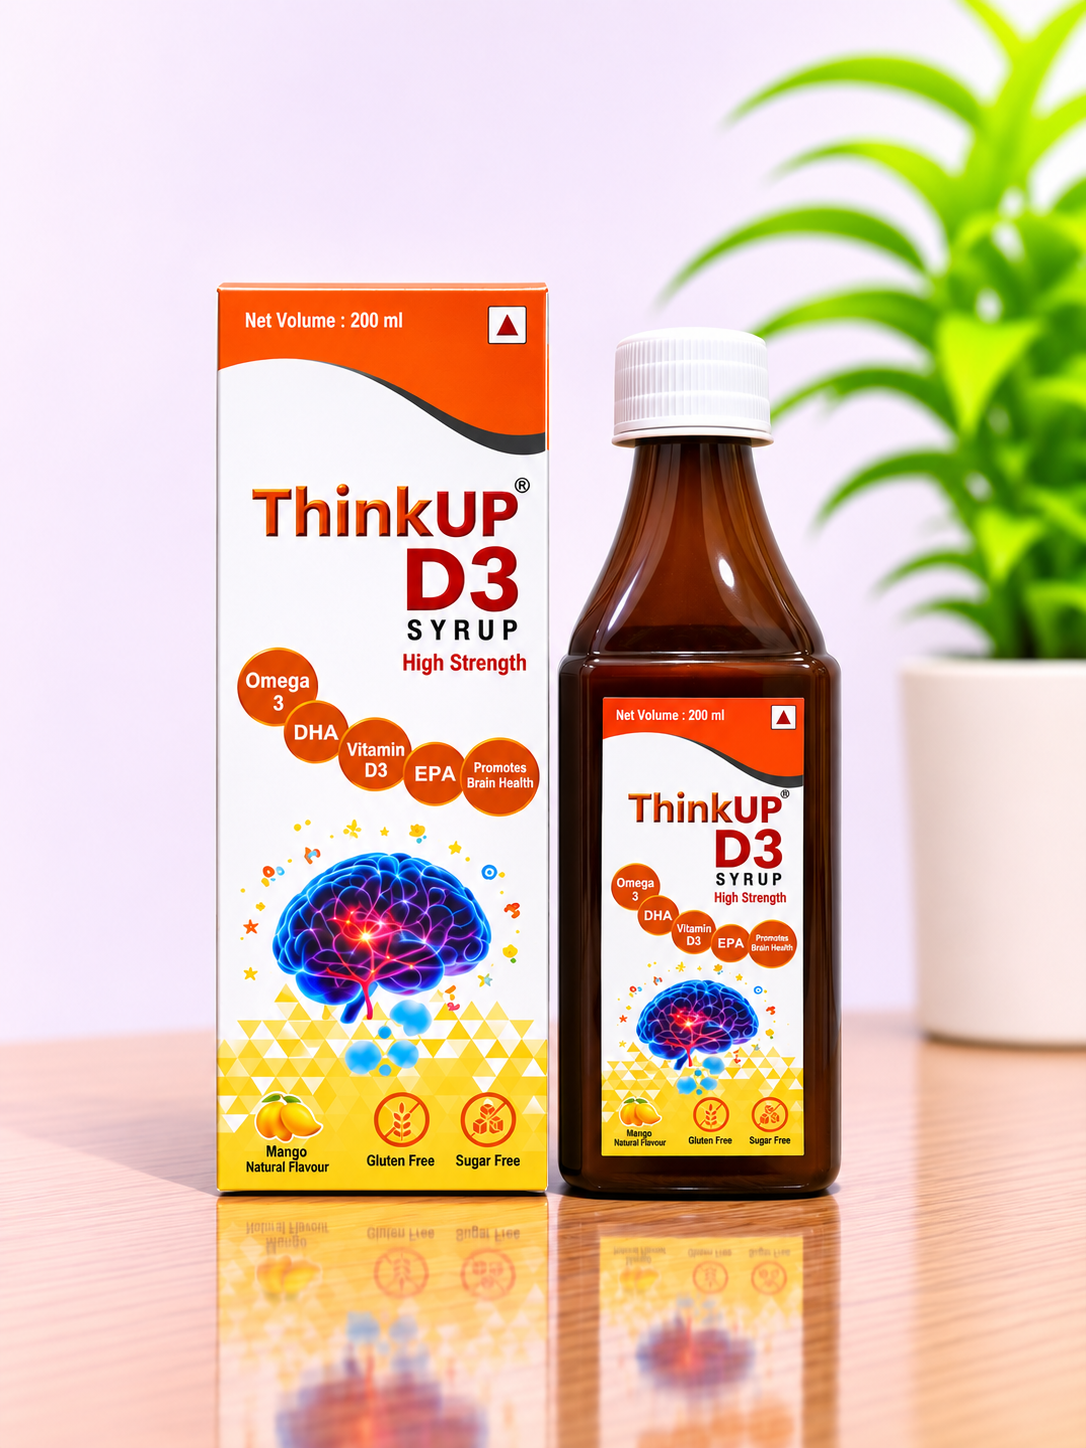 Net Volume : 200 ml
ThinkUP®
D3
SYRUP
High Strength
Omega
3
DHA
Vitamin
D3
EPA
Promotes
Brain Health
Mango
Natural Flavour
Gluten Free
Sugar Free
Net Volume : 200 ml
ThinkUP®
D3
SYRUP
High Strength
Omega
3
DHA
Vitamin
D3
EPA
Promotes
Brain Health
Mango
Natural Flavour
Gluten Free
Sugar Free